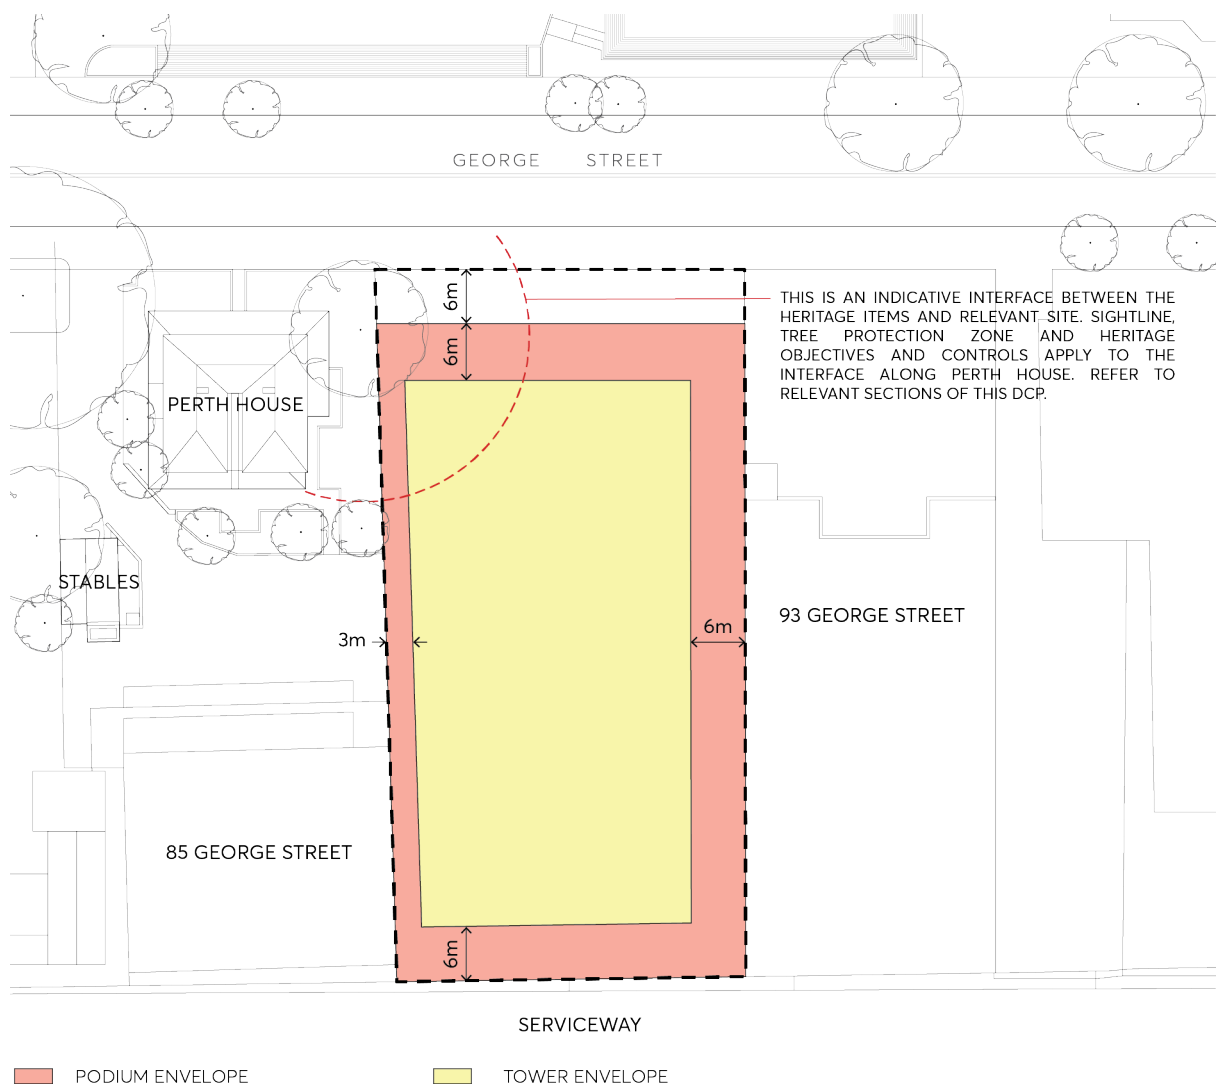 GEORGE STREET
6m
THIS IS AN INDICATIVE INTERFACE BETWEEN THE
HERITAGE ITEMS AND RELEVANT SITE. SIGHTLINE,
TREE PROTECTION ZONE AND HERITAGE
OBJECTIVES AND CONTROLS APPLY TO THE
INTERFACE ALONG PERTH HOUSE. REFER TO
RELEVANT SECTIONS OF THIS DCP.
6m
PERTH HOUSE
STABLES
93 GEORGE STREET
3m
6m
85 GEORGE STREET
6m
SERVICEWAY
PODIUM ENVELOPE
TOWER ENVELOPE